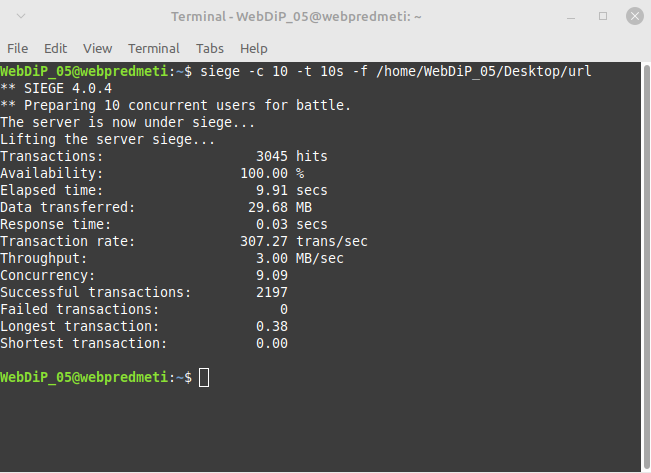 Terminal - WebDiP_05@webpredmeti: ~
File Edit View Terminal Tabs Help
WebDiP_05@webpredmeti:~$ siege -c 10 -t 10s -f /home/WebDiP_05/Desktop/url
** SIEGE 4.0.4
** Preparing 10 concurrent users for battle.
The server is now under siege...
Lifting the server siege...
Transactions: 3045 hits
Availability: 100.00 %
Elapsed time: 9.91 secs
Data transferred: 29.68 MB
Response time: 0.03 secs
Transaction rate: 307.27 trans/sec
Throughput: 3.00 MB/sec
Concurrency: 9.09
Successful transactions: 2197
Failed transactions: 0
Longest transaction: 0.38
Shortest transaction: 0.00
WebDiP_05@webpredmeti:~$